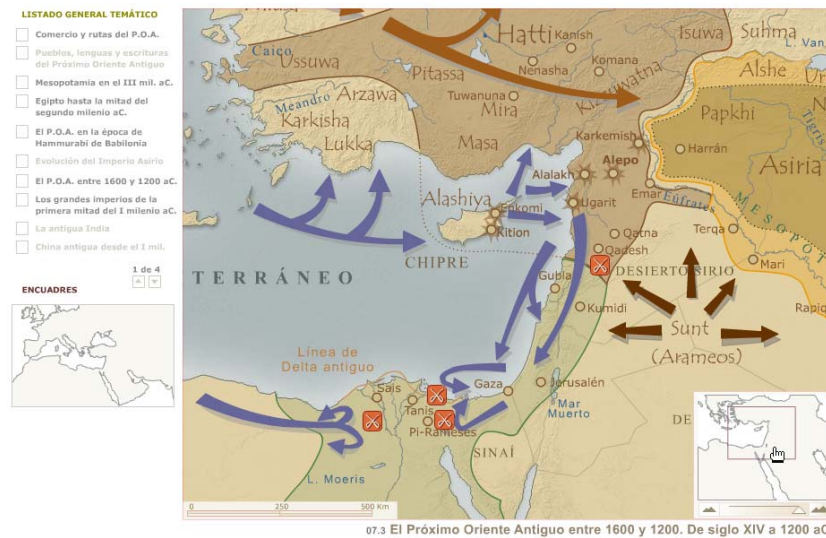 LISTADO GENERAL TEMÁTICO
Comercio y rutas del P.O.A.
Pueblos, lenguas y escrituras
del Próximo Oriente Antiguo
Mesopotamia en el III mil. aC.
Egipto hasta la mitad del
segundo milenio aC.
El P.O.A. en la época de
Hammurabi de Babilonia
Evolución del Imperio Asirio
El P.O.A. entre 1600 y 1200 aC.
Los grandes imperios de la
primera mitad del I milenio aC.
La antigua India
China antigua desde el I mil.
1 de 4
ENCUADRES
Hatti
Kanish
Isuwa
Suhma
L. Van
Caico
Ussuwa
Pitassa
Nenasha
Komana
Alshe
Kizzuwatna
Meandro
Arzawa
Tuwanuna
Mira
Papkhi
Tigris
Karkisha
Lukka
Masa
Karkemish
Harrán
Asiria
Alepo
Alalakh
Alashiya
Enkomi
Ugarit
Emar
Eúfrates
MESOPOT
Kition
Qatna
Terqa
CHIPRE
Qadesh
TERRÁNEO
Gubla
DESIERTO SIRIO
Mari
Kumidi
Sunt
(Arameos)
Rapiq
Línea de
Delta antiguo
Sais
Gaza
Jerusalén
Tanis
Mar
Muerto
Pi-Rameses
DE
SINAÍ
L. Moeris
0 250 500 Km
07.3 El Próximo Oriente Antiguo entre 1600 y 1200. De siglo XIV a 1200 aC